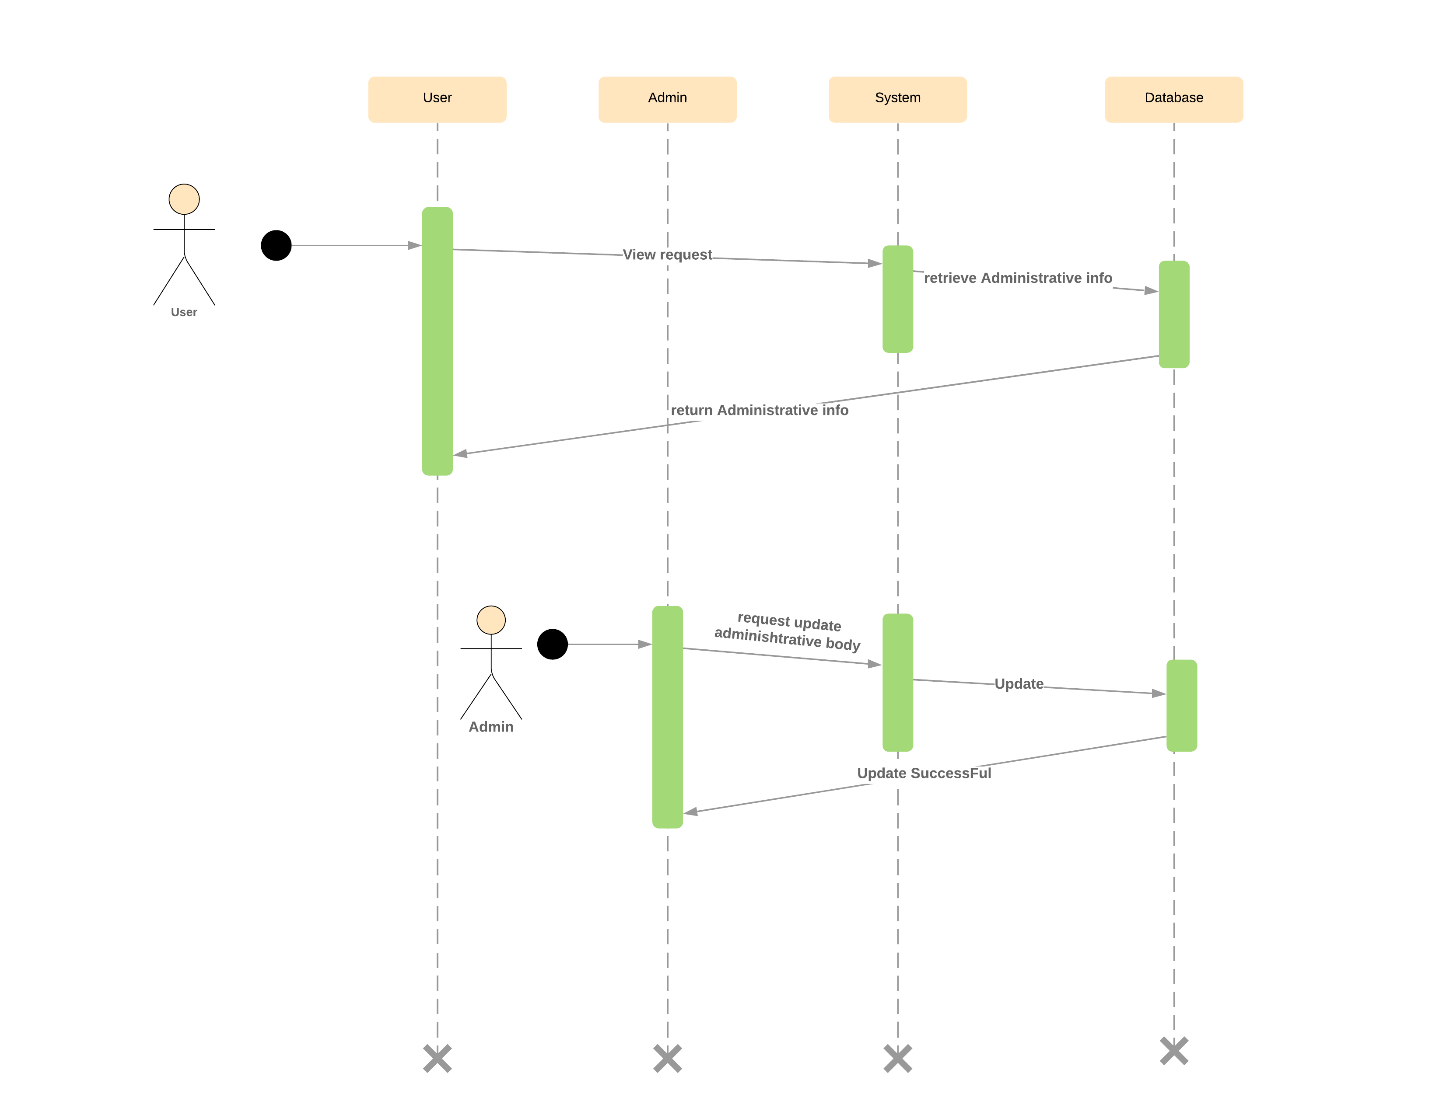 User
Admin
System
Database
User
View request
retrieve Administrative info
return Administrative info
Admin
request update
adminishtrative body
Update
Update SuccessFul